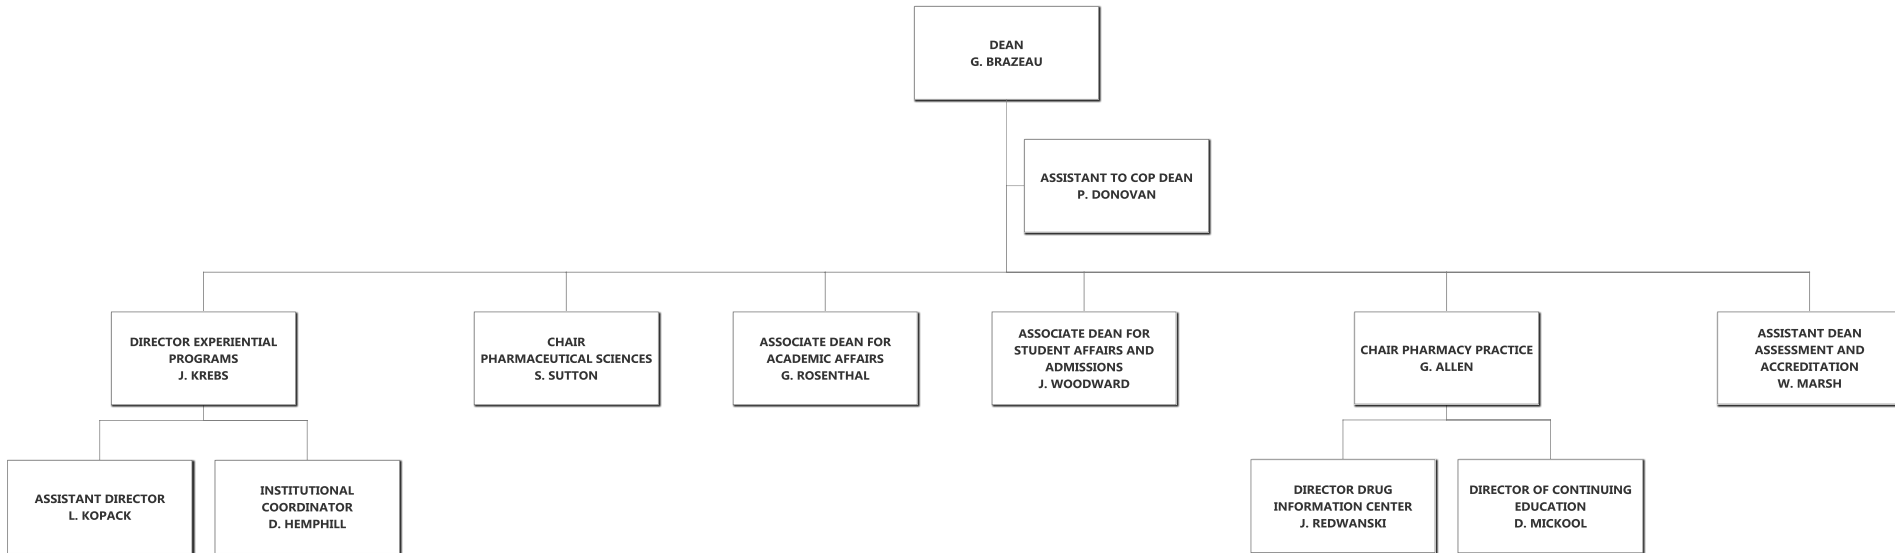 DEAN
G. BRAZEAU
ASSISTANT TO COP DEAN
P. DONOVAN
DIRECTOR EXPERIENTIAL
PROGRAMS
J. KREBS
CHAIR
PHARMACEUTICAL SCIENCES
S. SUTTON
ASSOCIATE DEAN FOR
ACADEMIC AFFAIRS
G. ROSENTHAL
ASSOCIATE DEAN FOR
STUDENT AFFAIRS AND
ADMISSIONS
J. WOODWARD
CHAIR PHARMACY PRACTICE
G. ALLEN
ASSISTANT DEAN
ASSESSMENT AND
ACCREDITATION
W. MARSH
ASSISTANT DIRECTOR
L. KOPACK
INSTITUTIONAL
COORDINATOR
D. HEMPHILL
DIRECTOR DRUG
INFORMATION CENTER
J. REDWANSKI
DIRECTOR OF CONTINUING
EDUCATION
D. MICKOOL